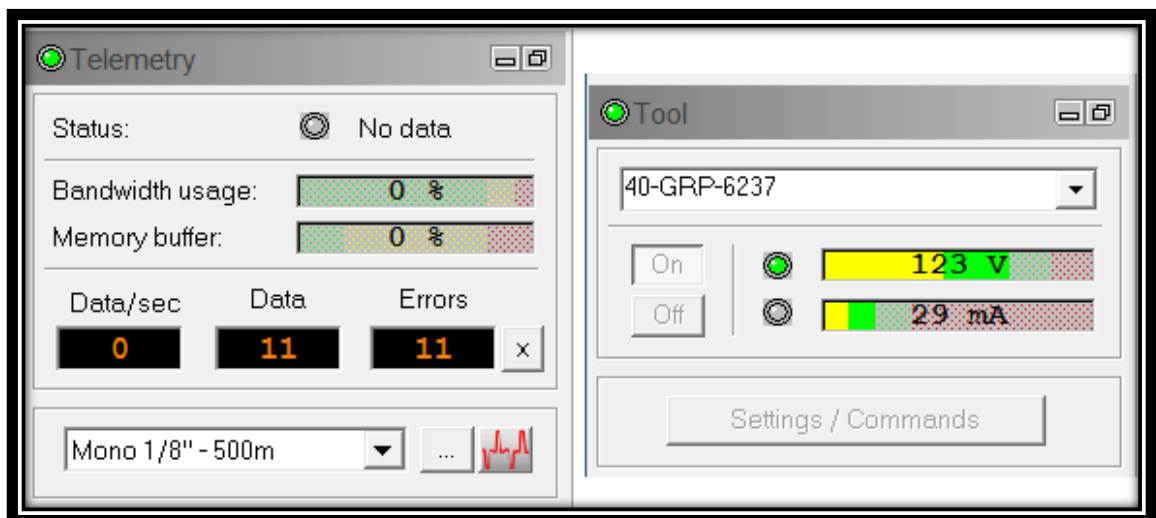 Telemetry
Status: No data
Bandwidth usage: 0 %
Memory buffer: 0 %
Data/sec Data Errors
0 11 11 x
Mono 1/8" - 500m ...
Tool
40-GRP-6237
On 123 V
Off 29 mA
Settings / Commands